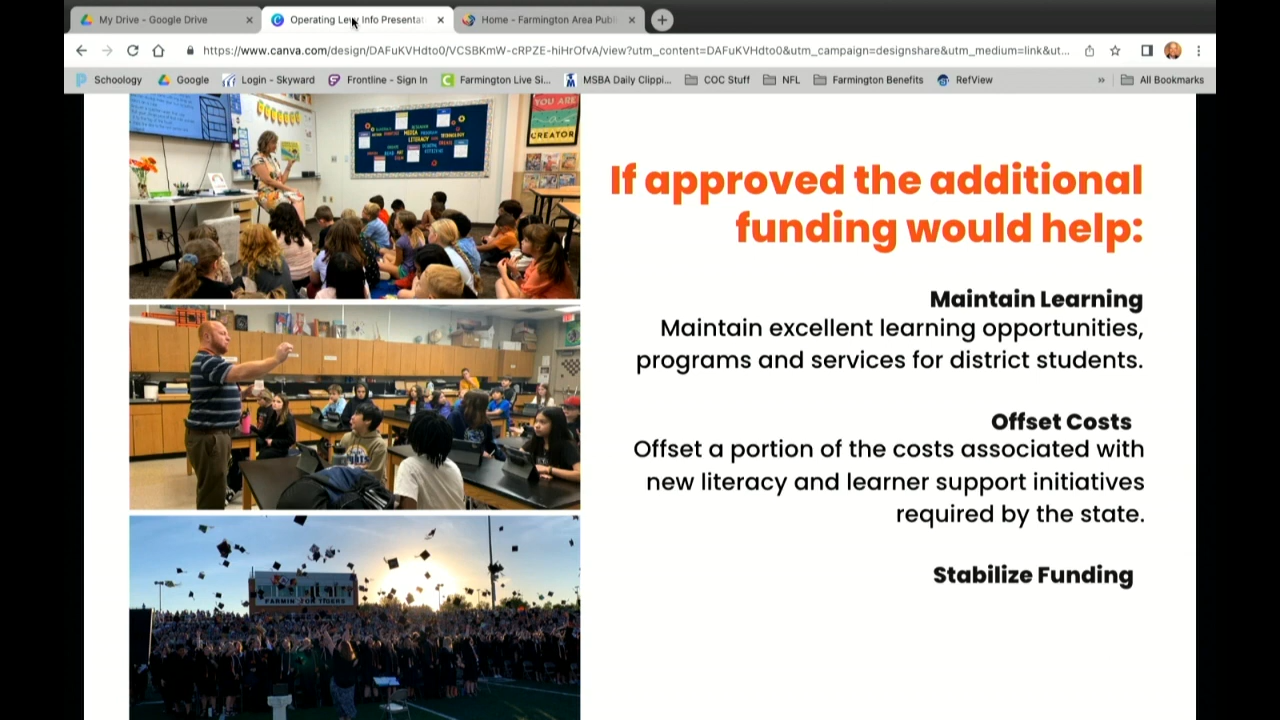 My Drive – Google Drive
Operating Levy Info Presentat
Home - Farmington Area Publi
https://www.canva.com/design/DAFuKVHdto0/VCSBKmW-cRPZE-hiHrOfvA/view?utm_content=DAFuKVHdto0&utm_campaign=designshare&utm_medium=link&ut...
Schoology
Google
Login - Skyward
Frontline - Sign In
Farmington Live Si...
MSBA Daily Clippi...
COC Stuff
NFL
Farmington Benefits
RefView
»
All Bookmarks
YOU ARE
CREATOR
MEDIA
LITERACY
If approved the additional
funding would help:
Maintain Learning
Maintain excellent learning opportunities,
programs and services for district students.
Offset Costs
Offset a portion of the costs associated with
new literacy and learner support initiatives
required by the state.
Stabilize Funding